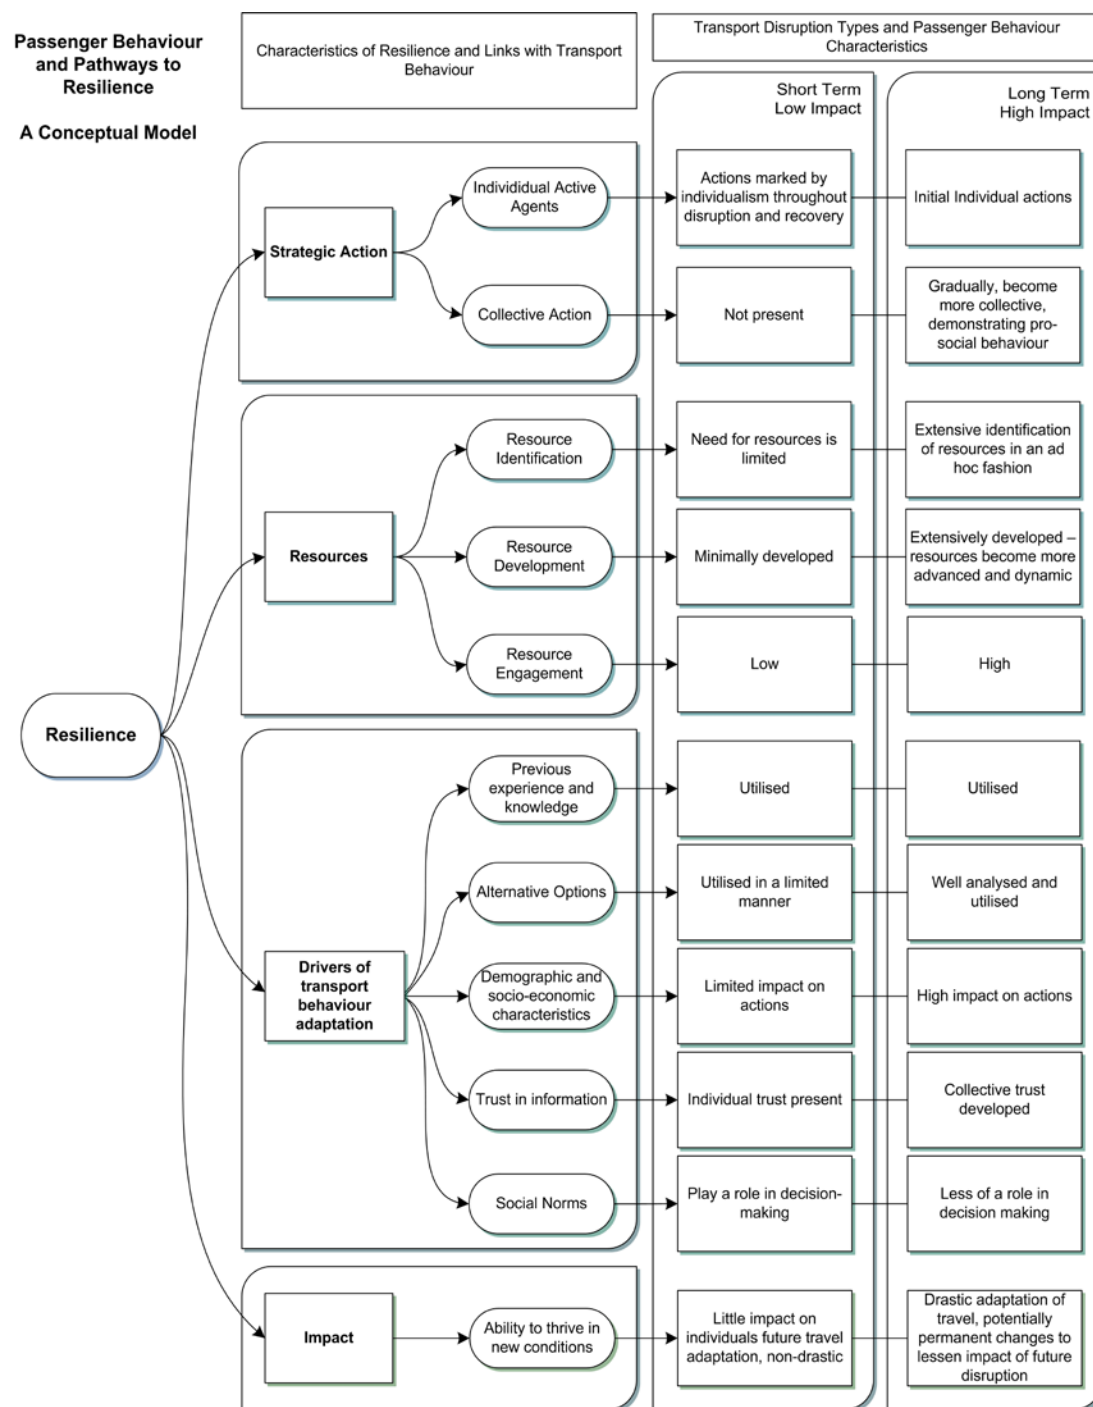 Passenger Behaviour
and Pathways to
Resilience
A Conceptual Model
Characteristics of Resilience and Links with Transport
Behaviour
Transport Disruption Types and Passenger Behaviour
Characteristics
Short Term
Low Impact
Long Term
High Impact
Strategic Action
Individidual Active
Agents
Actions marked by
individualism throughout
disruption and recovery
Initial Individual actions
Collective Action
Not present
Gradually, become
more collective,
demonstrating pro-
social behaviour
Resources
Resource
Identification
Need for resources is
limited
Extensive identification
of resources in an ad
hoc fashion
Resource
Development
Minimally developed
Extensively developed –
resources become more
advanced and dynamic
Resource
Engagement
Low
High
Resilience
Drivers of
transport
behaviour
adaptation
Previous
experience and
knowledge
Utilised
Utilised
Alternative Options
Utilised in a limited
manner
Well analysed and
utilised
Demographic and
socio-economic
characteristics
Limited impact on
actions
High impact on actions
Trust in information
Individual trust present
Collective trust
developed
Social Norms
Play a role in decision-
making
Less of a role in
decision making
Impact
Ability to thrive in
new conditions
Little impact on
individuals future travel
adaptation, non-drastic
Drastic adaptation of
travel, potentially
permanent changes to
lessen impact of future
disruption